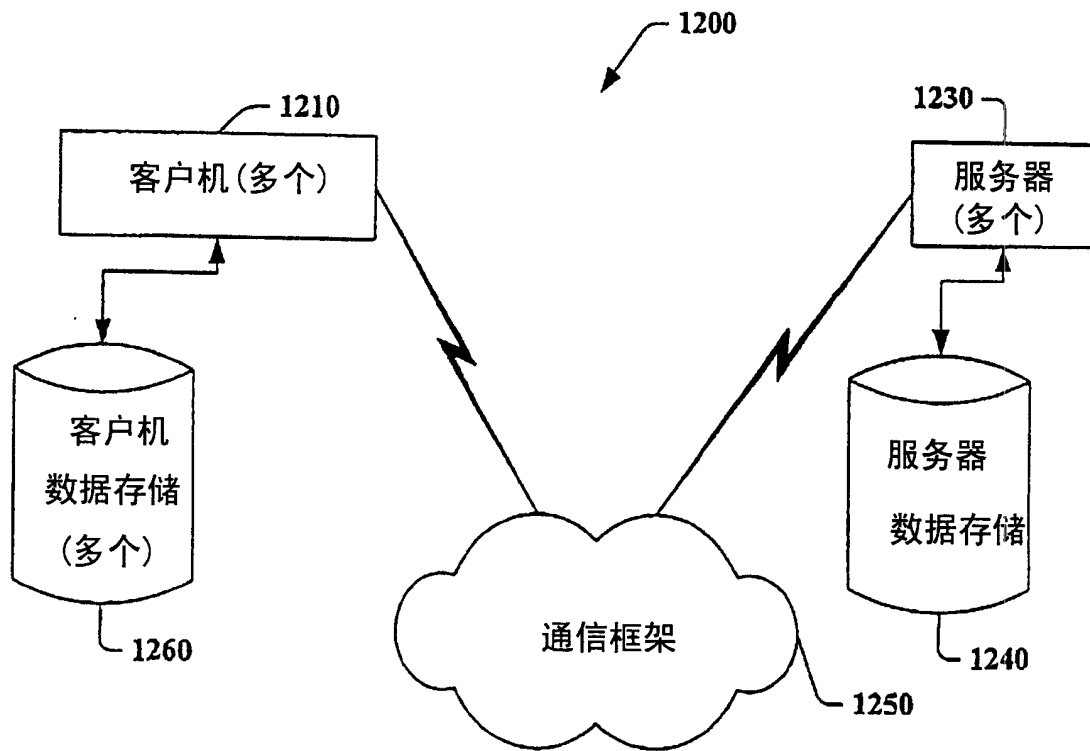 1200
1210
客户机(多个)
1230
服务器
(多个)
客户机
数据存储
(多个)
服务器
数据存储
通信框架
1260
1240
1250